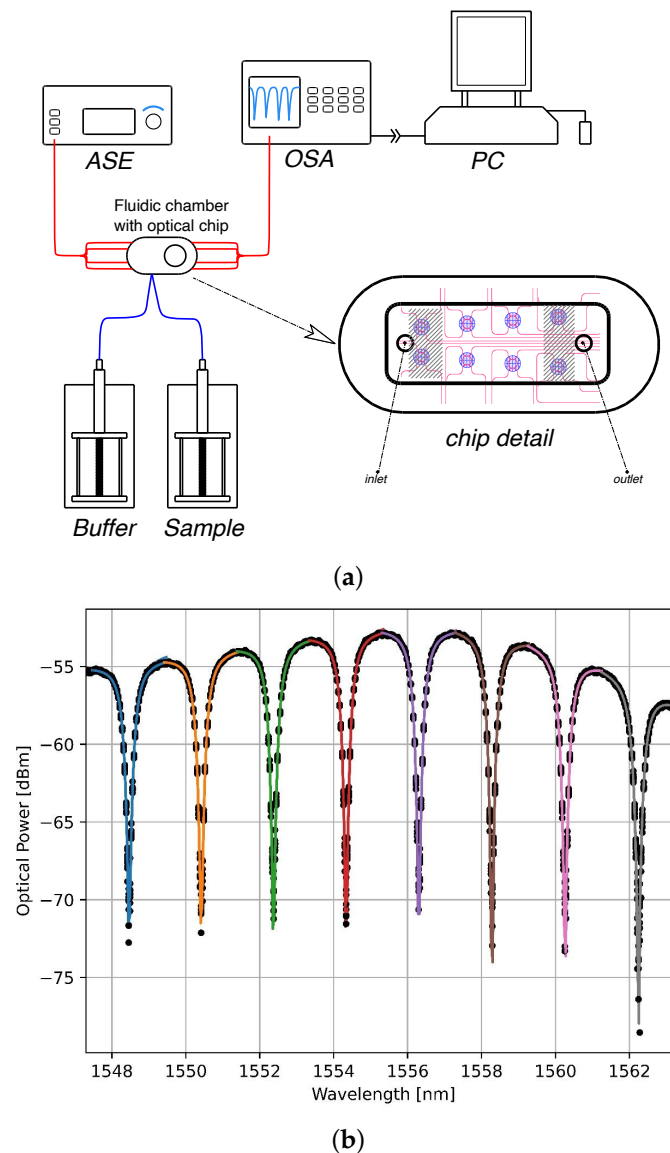 ASE
OSA
PC
Fluidic chamber
with optical chip
chip detail
inlet
outlet
Buffer
Sample
(a)
−55
−60
−65
−70
−75
Optical Power [dBm]
1548 1550 1552 1554 1556 1558 1560 1562
Wavelength [nm]
(b)